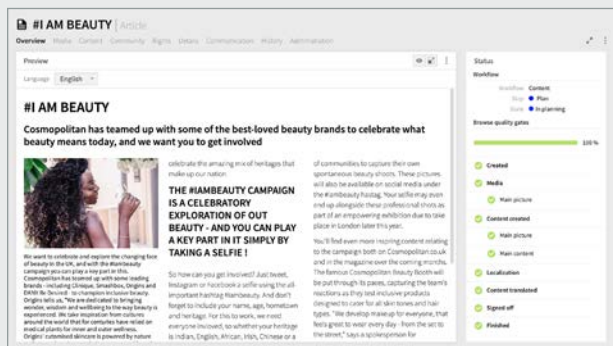 #I AM BEAUTY | Article
Overview Media Content Community Rights Details Communication History Administration
Preview
Language English
#I AM BEAUTY
Cosmopolitan has teamed up with some of the best-loved beauty brands to celebrate what
beauty means today, and we want you to get involved
We want to celebrate and explore the changing face
of beauty in the UK, and with the #iambeauty
campaign you can play a key part in this.
Cosmopolitan has teamed up with some leading
brands - including Clinique, Smashbox, Origins and
to champion inclusive beauty.
Origins tells us, "We are dedicated to bringing
wonder, wisdom, and wellbeing to the way beauty is
experienced. We take inspiration from cultures
around the world that for centuries have relied on
medical plants for inner and outer wellness.
Origins' customised skincare is powered by nature
celebrate the amazing mix of heritages that
make up our nation.
THE #IAMBEAUTY CAMPAIGN
IS A CELEBRATORY
EXPLORATION OF OUT
BEAUTY - AND YOU CAN PLAY
A KEY PART IN IT SIMPLY BY
TAKING A SELFIE !
So how can you get involved? Just tweet,
Instagram or Facebook a selfie using the all-
important hashtag #iambeauty. And don't
forget to include your name, age, hometown
and heritage. For this to work, we need
everyone involved, so whether your heritage
is Indian, English, African, Irish, Chinese or a
of communities to capture their own
spontaneous beauty shoots. These pictures
will also be available on social media under
the #iambeauty hastag. Your selfie may even
end up alongside these professional shots as
part of an empowering exhibition due to take
place in London later this year.
You'll find even more inspiring content relating
to the campaign both on Cosmopolitan.co.uk
and in the magazine over the coming months.
The famous Cosmopolitan Beauty Booth will
be put through its paces, capturing the team's
reactions as they test inclusive products
designed to cater for all skin tones and hair
types. "We develop makeup for everyone, that
feels great to wear every day - from the set to
the street," says a spokesperson for
Status
Workflow
Workflow Content
Step Plan
State In planning
Browse quality gates
100 %
Created
Media
Main picture
Content created
Main picture
Main content
Localization
Content translated
Signed off
Finished